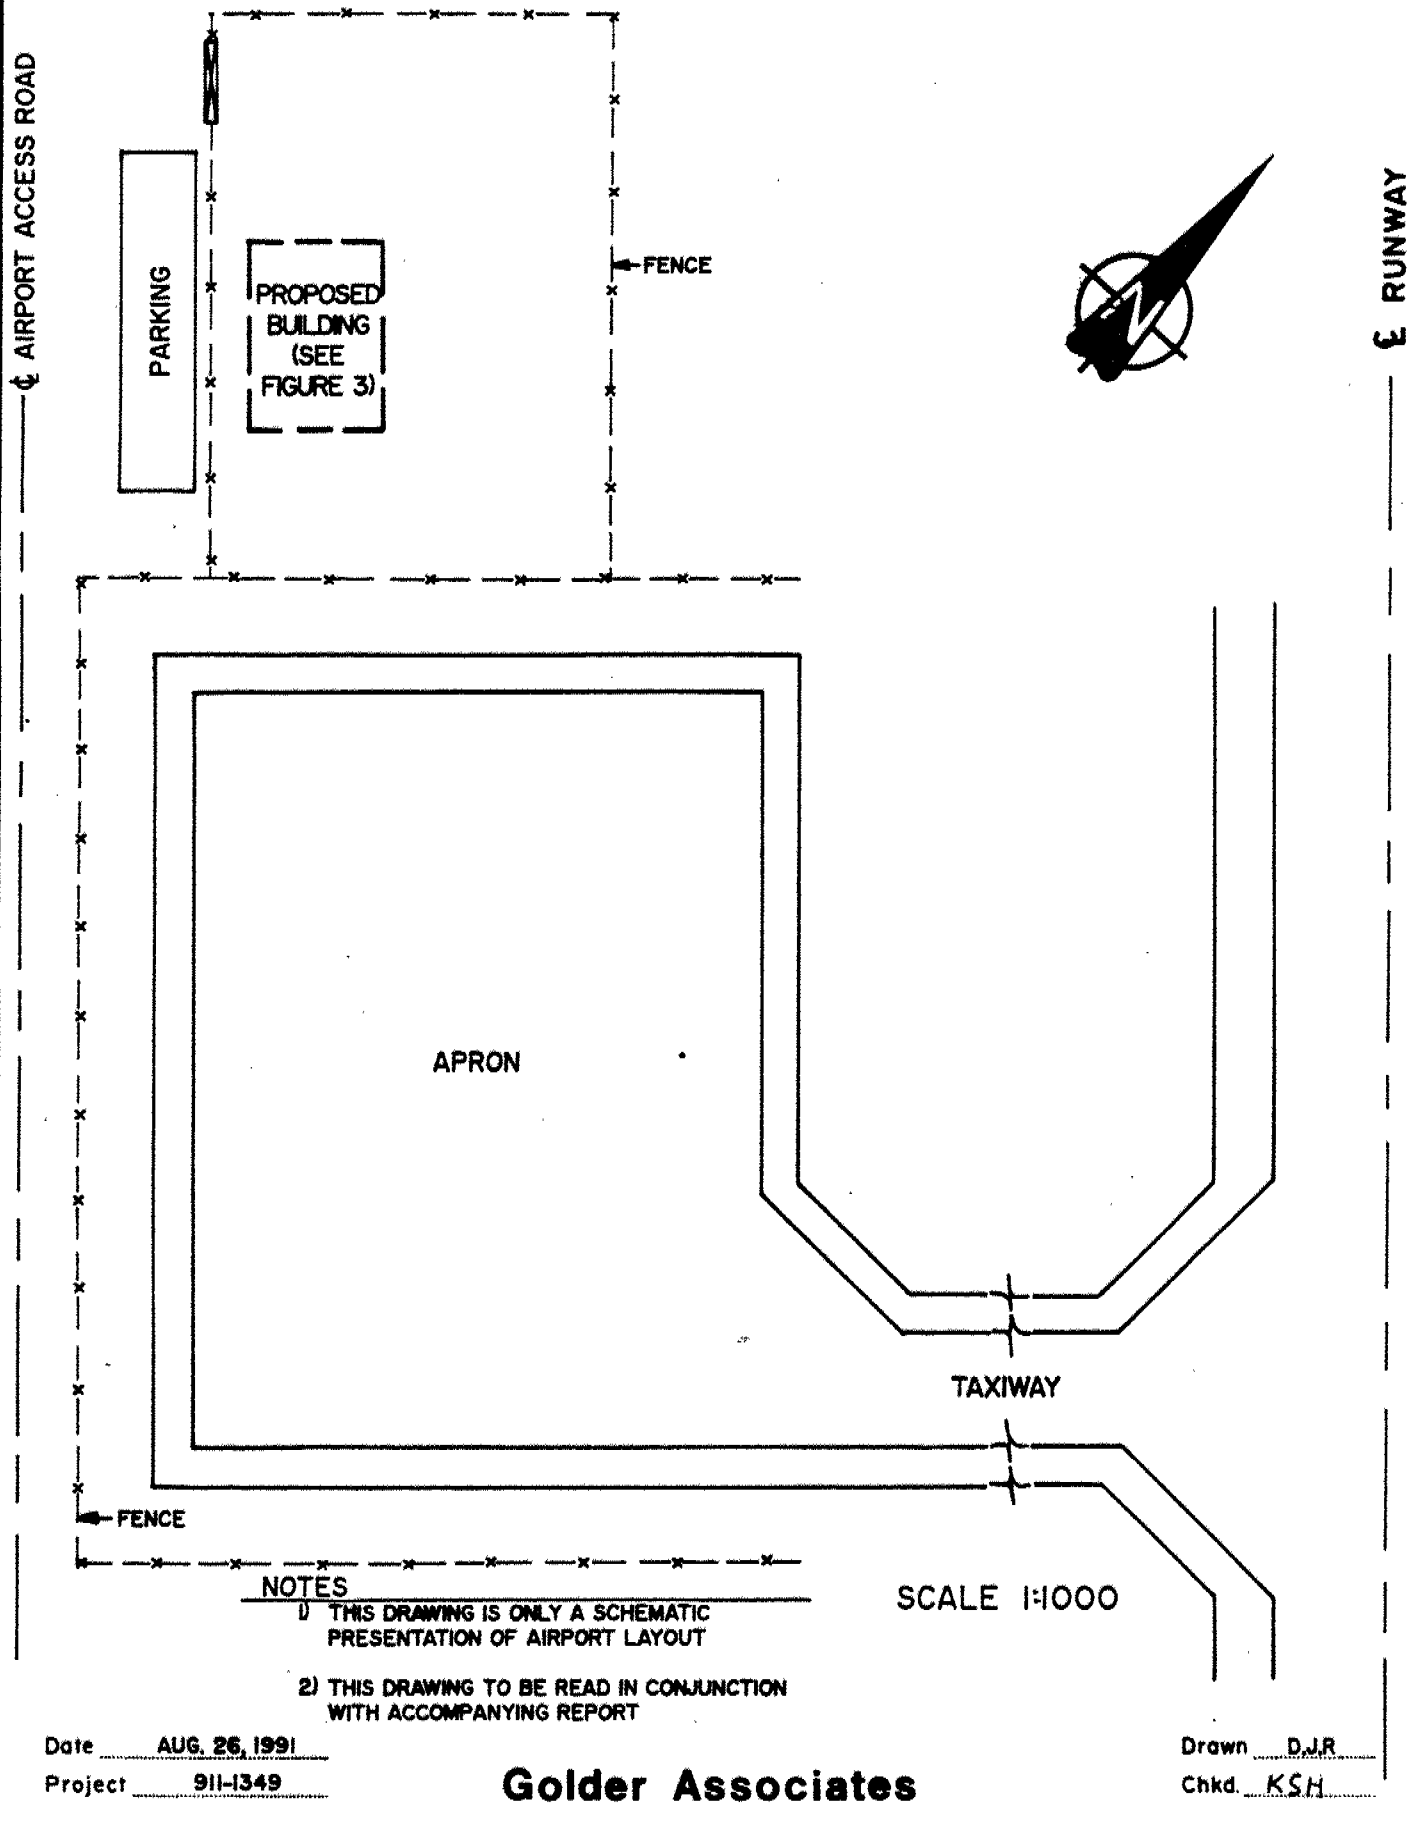 ℄ AIRPORT ACCESS ROAD
PARKING
PROPOSED
BUILDING
(SEE
FIGURE 3)
FENCE
N
℄ RUNWAY
APRON
TAXIWAY
FENCE
NOTES
1) THIS DRAWING IS ONLY A SCHEMATIC
PRESENTATION OF AIRPORT LAYOUT
2) THIS DRAWING TO BE READ IN CONJUNCTION
WITH ACCOMPANYING REPORT
SCALE 1:1000
Date AUG. 26, 1991
Project 911-1349
Golder Associates
Drawn D.J.R
Chkd. KSH